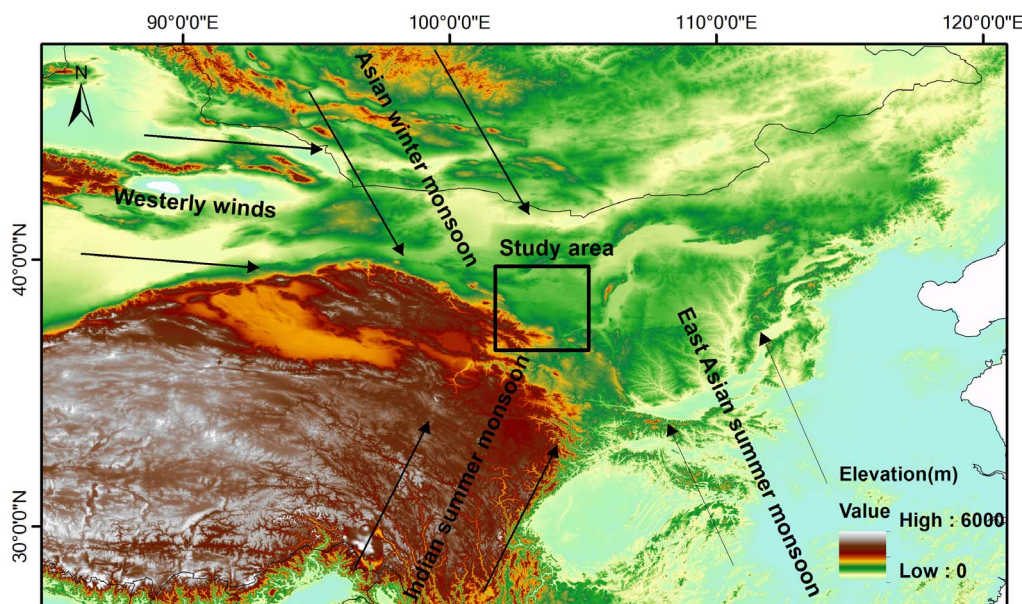 90°0'0"E 100°0'0"E 110°0'0"E 120°0'0"E
N
Asian winter monsoon
Westerly winds
40°0'0"N
Study area
East Asian summer monsoon
Indian summer monsoon
30°0'0"N
Elevation(m)
Value
High : 6000
Low : 0